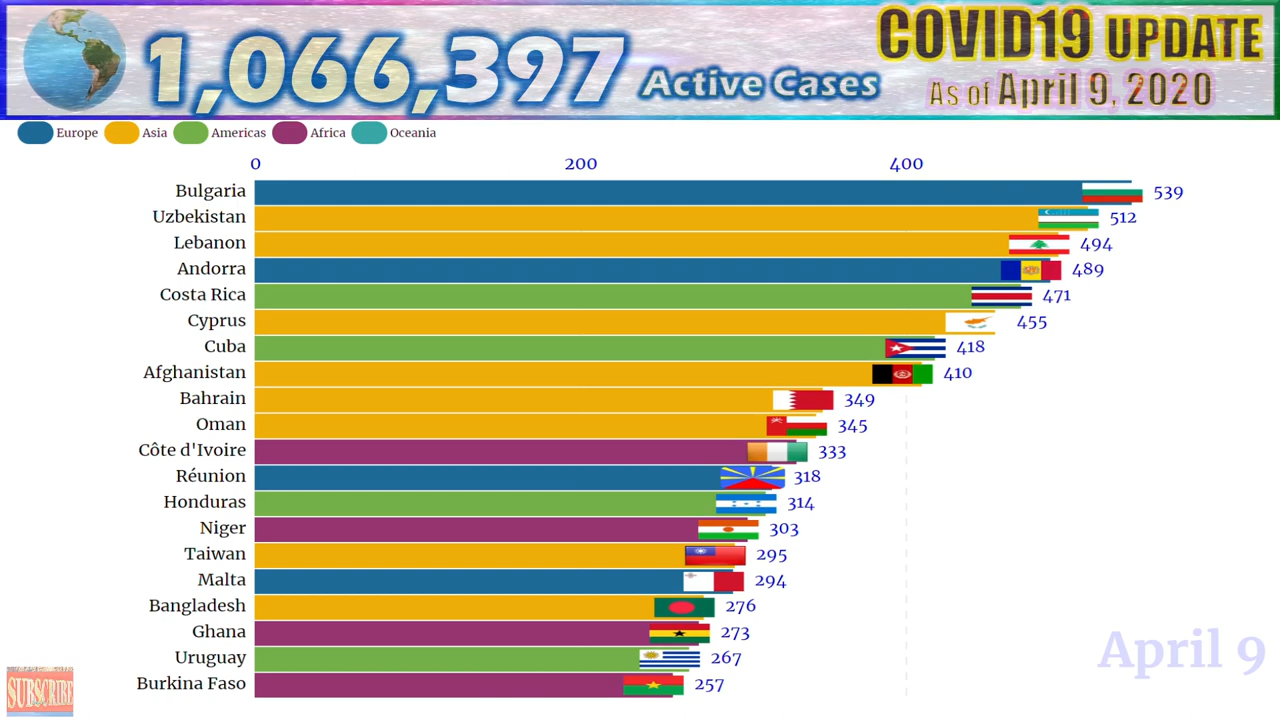 1,066,397 Active Cases
COVID19 UPDATE
As of April 9, 2020
Europe Asia Americas Africa Oceania
0 200 400
Bulgaria 539
Uzbekistan 512
Lebanon 494
Andorra 489
Costa Rica 471
Cyprus 455
Cuba 418
Afghanistan 410
Bahrain 349
Oman 345
Côte d'Ivoire 333
Réunion 318
Honduras 314
Niger 303
Taiwan 295
Malta 294
Bangladesh 276
Ghana 273
Uruguay 267
Burkina Faso 257
April 9
SUBSCRIBE